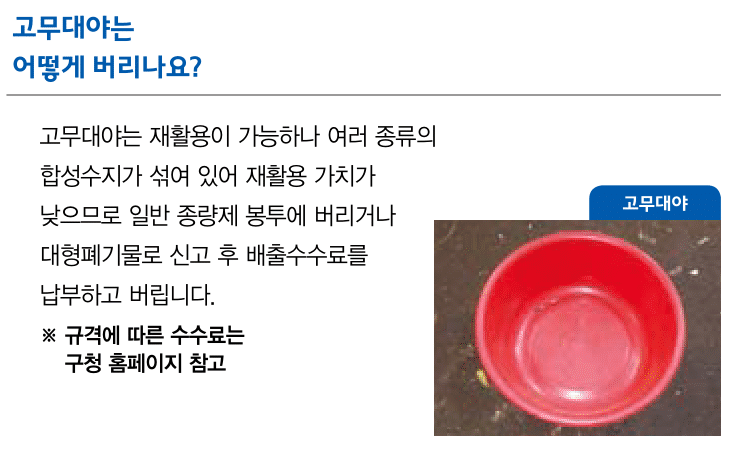 고무대야는
어떻게 버리나요?
고무대야는 재활용이 가능하나 여러 종류의
합성수지가 섞여 있어 재활용 가치가
낮으므로 일반 종량제 봉투에 버리거나
대형폐기물로 신고 후 배출수수료를
납부하고 버립니다.
※ 규격에 따른 수수료는
구청 홈페이지 참고
고무대야